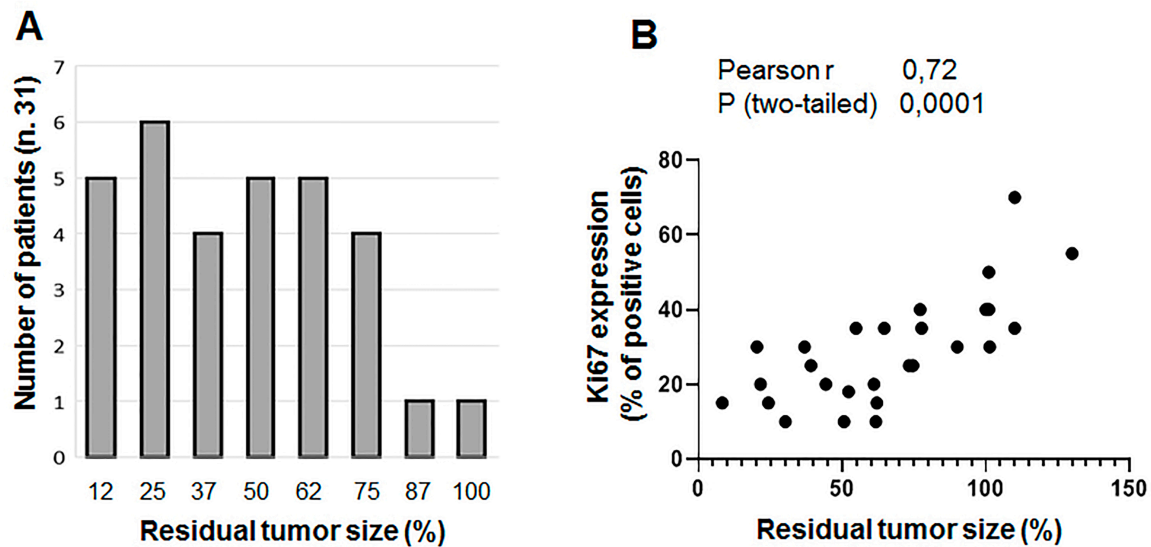 A
Number of patients (n. 31)
7
6
5
4
3
2
1
0
12 25 37 50 62 75 87 100
Residual tumor size (%)
B
Pearson r 0,72
P (two-tailed) 0,0001
Ki67 expression
(% of positive cells)
80
60
40
20
0
0 50 100 150
Residual tumor size (%)